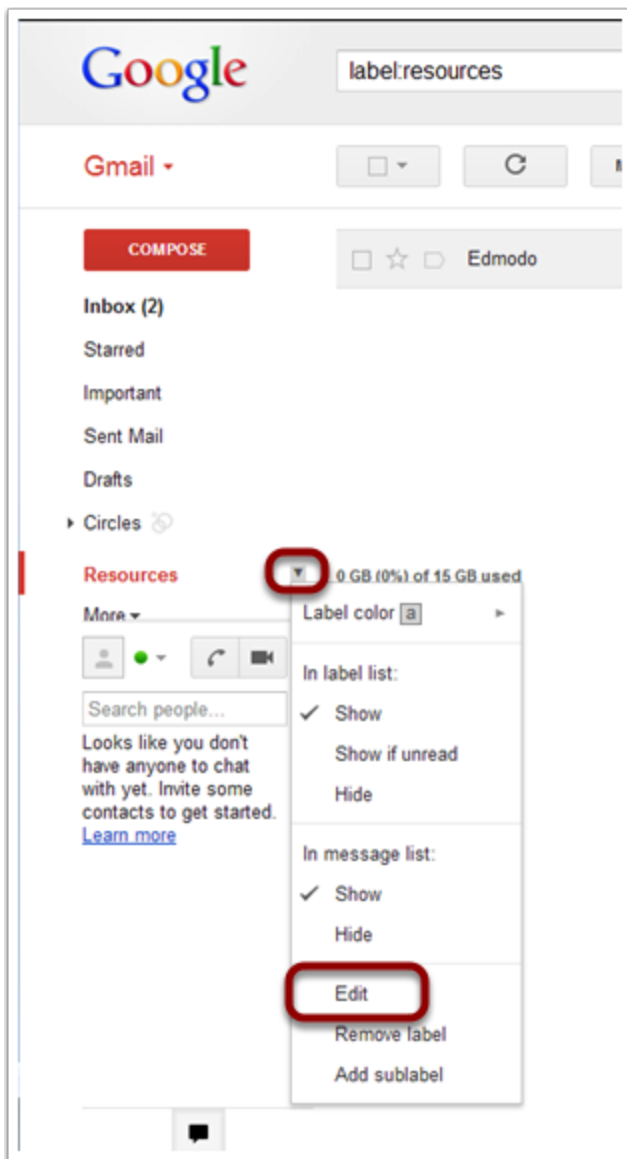 Google
label:resources
Gmail
COMPOSE
Edmodo
Inbox (2)
Starred
Important
Sent Mail
Drafts
Circles
Resources
0 GB (0%) of 15 GB used
More
Label color a
In label list:
Show
Show if unread
Hide
In message list:
Show
Hide
Edit
Remove label
Add sublabel
Search people...
Looks like you don't
have anyone to chat
with yet. Invite some
contacts to get started.
Learn more